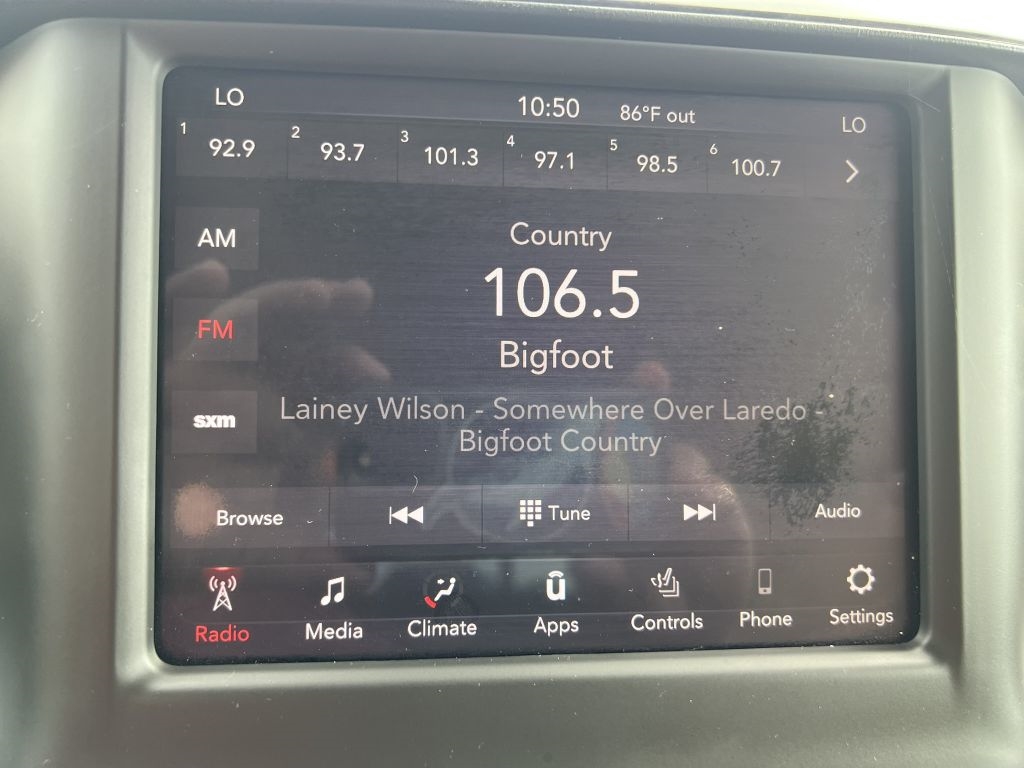 LO 10:50 86°F out LO
1 92.9 2 93.7 3 101.3 4 97.1 5 98.5 6 100.7
AM
Country
106.5
FM
Bigfoot
sxm
Lainey Wilson - Somewhere Over Laredo -
Bigfoot Country
Browse Tune Audio
Radio Media Climate Apps Controls Phone Settings